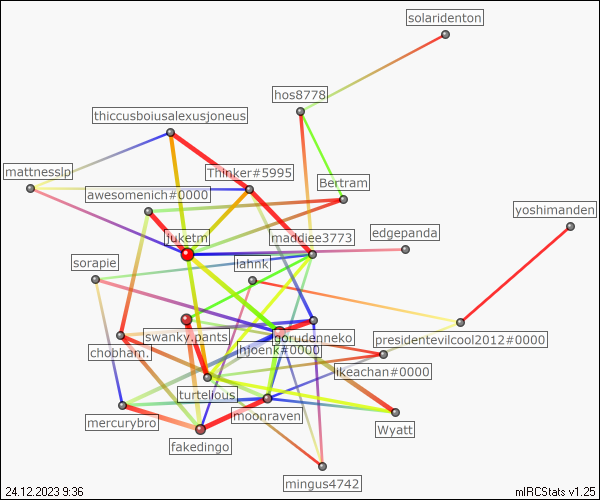 solaridenton
hos8778
thiccusboiusalexusjoneus
mattnesslp
Thinker#5995
Bertram
awesomenich#0000
yoshimanden
edgepanda
juketm
maddiee3773
sorapie
lahnk
swanky.pants
gorudenneko
presidentevilcool2012#0000
chobham.
hjoenk#0000
likeachan#0000
turtelious
mercurybro
moonraven
Wyatt
fakedingo
mingus4742
24.12.2023 9:36
mIRCStats v1.25